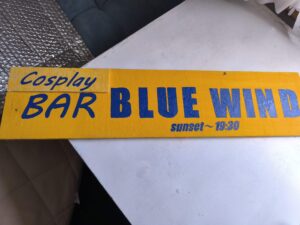 Cosplay
BAR BLUE WIND
sunset～19:30